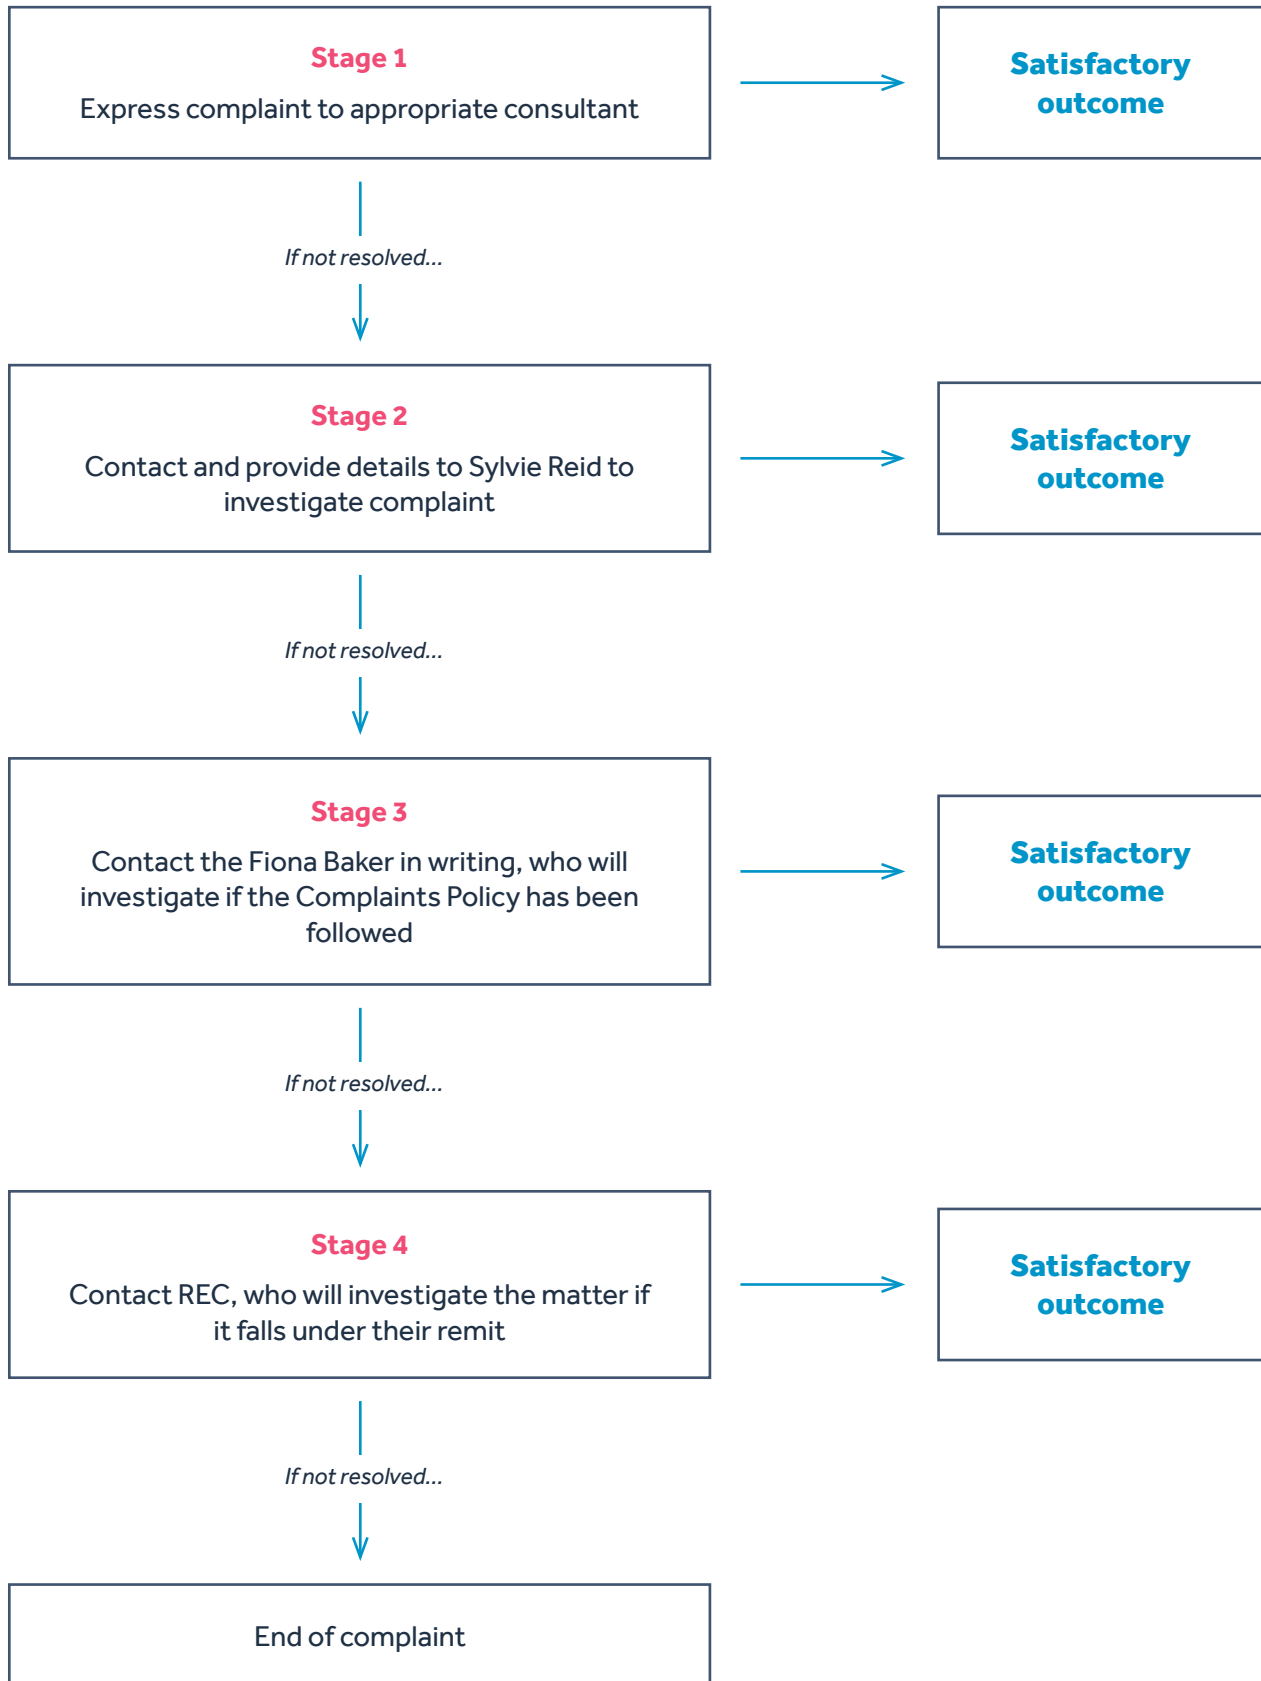 Stage 1
Express complaint to appropriate consultant
Satisfactory
outcome
If not resolved...
Stage 2
Contact and provide details to Sylvie Reid to
investigate complaint
Satisfactory
outcome
If not resolved...
Stage 3
Contact the Fiona Baker in writing, who will
investigate if the Complaints Policy has been
followed
Satisfactory
outcome
If not resolved...
Stage 4
Contact REC, who will investigate the matter if
it falls under their remit
Satisfactory
outcome
If not resolved...
End of complaint